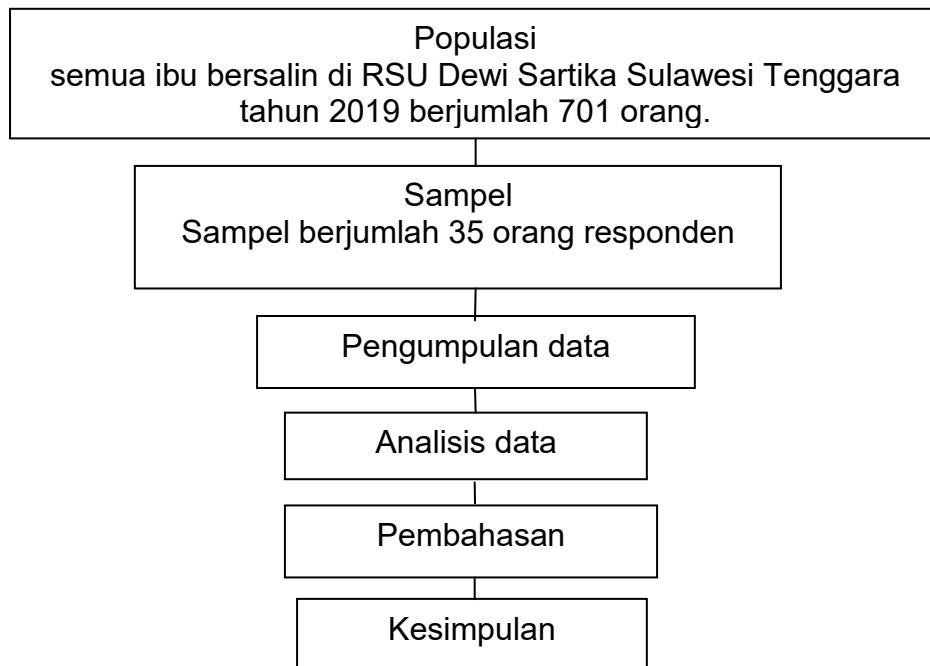 Populasi
semua ibu bersalin di RSU Dewi Sartika Sulawesi Tenggara
tahun 2019 berjumlah 701 orang.
Sampel
Sampel berjumlah 35 orang responden
Pengumpulan data
Analisis data
Pembahasan
Kesimpulan